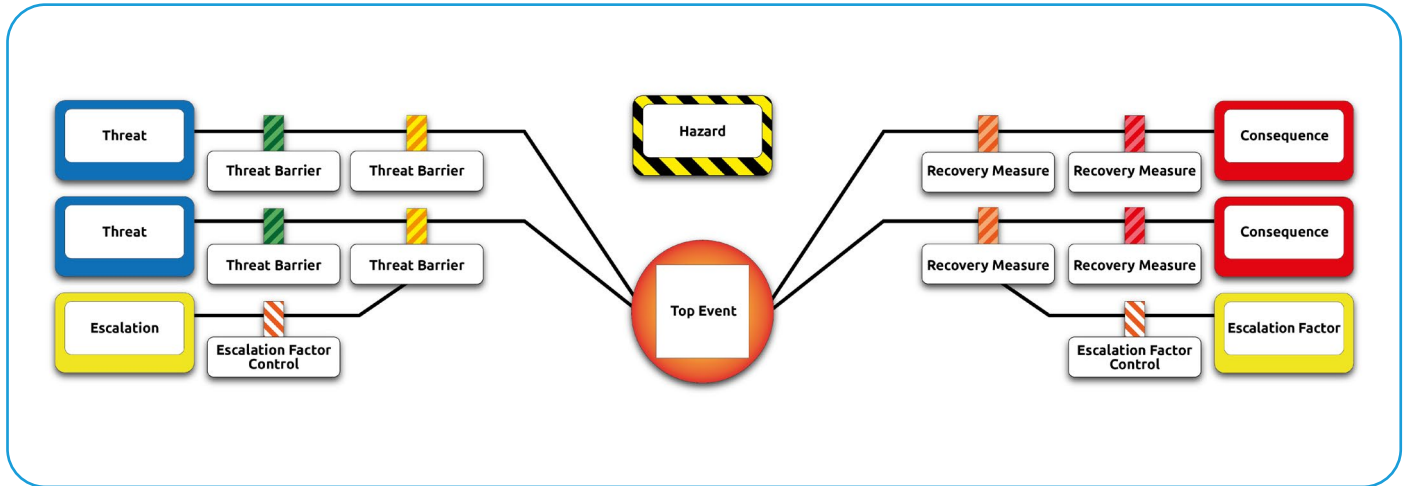 Hazard
Threat
Threat Barrier
Threat Barrier
Recovery Measure
Recovery Measure
Consequence
Threat
Threat Barrier
Threat Barrier
Recovery Measure
Recovery Measure
Consequence
Top Event
Escalation
Escalation Factor
Control
Escalation Factor
Control
Escalation Factor